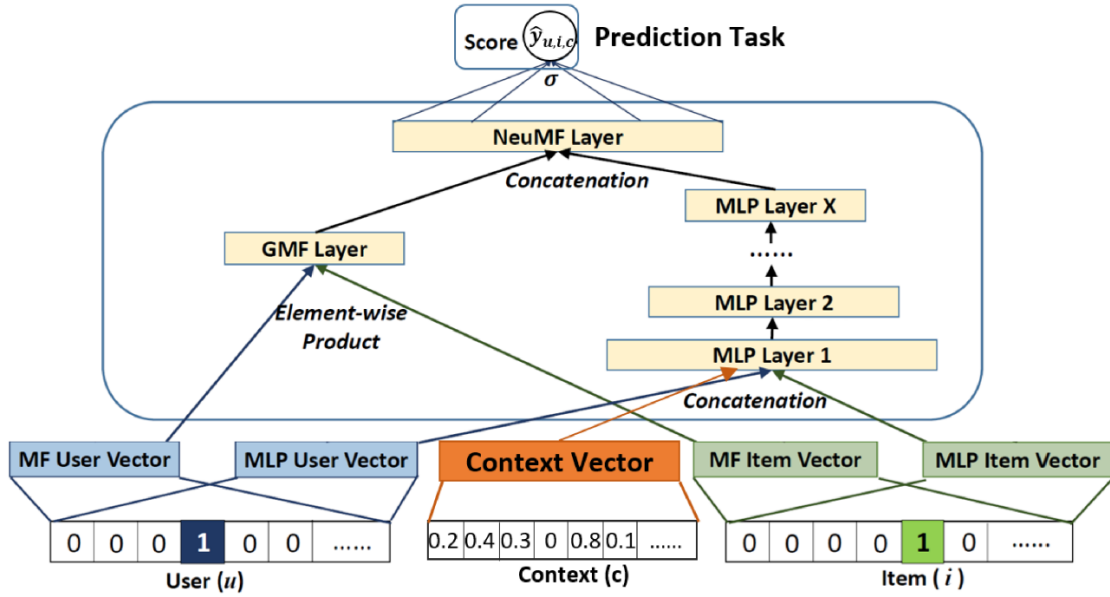 Score ŷu,i,c Prediction Task
σ
NeuMF Layer
Concatenation
MLP Layer X
GMF Layer
......
Element-wise
Product
MLP Layer 2
MLP Layer 1
Concatenation
MF User Vector MLP User Vector Context Vector MF Item Vector MLP Item Vector
0 0 0 1 0 0 ...... 0.2 0.4 0.3 0 0.8 0.1 ...... 0 0 0 0 1 0 ......
User (u) Context (c) Item ( i )